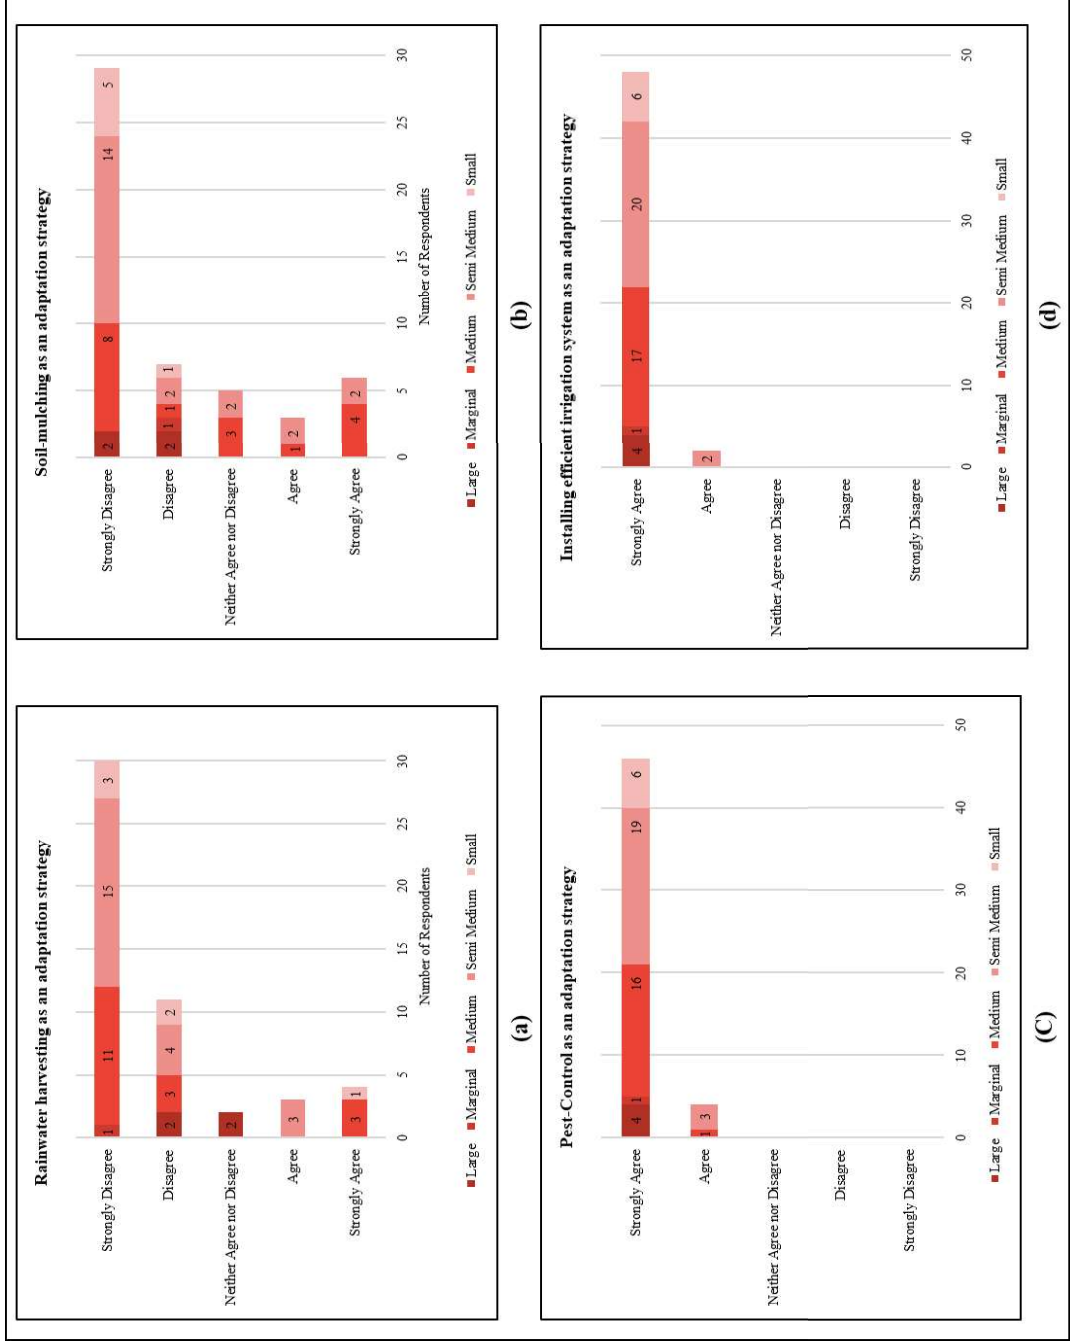 Rainwater harvesting as an adaptation strategy
Strongly Disagree
1 11 15 3
Disagree
2 3 4 2
Neither Agree nor Disagree
2
Agree
3
Strongly Agree
3 1
0 5 10 15 20 25 30
Number of Respondents
Large Marginal Medium Semi Medium Small
(a)
Soil-mulching as an adaptation strategy
Strongly Disagree
2 8 14 5
Disagree
2 1 1 2 1
Neither Agree nor Disagree
3 2
Agree
1 2
Strongly Agree
4 2
0 5 10 15 20 25 30
Number of Respondents
Large Marginal Medium Semi Medium Small
(b)
Pest-Control as an adaptation strategy
Strongly Agree
4 1 16 19 6
Agree
1 3
Neither Agree nor Disagree
Disagree
Strongly Disagree
0 10 20 30 40 50
Large Marginal Medium Semi Medium Small
(C)
Installing efficient irrigation system as an adaptation strategy
Strongly Agree
4 1 17 20 6
Agree
2
Neither Agree nor Disagree
Disagree
Strongly Disagree
0 10 20 30 40 50
Large Marginal Medium Semi Medium Small
(d)